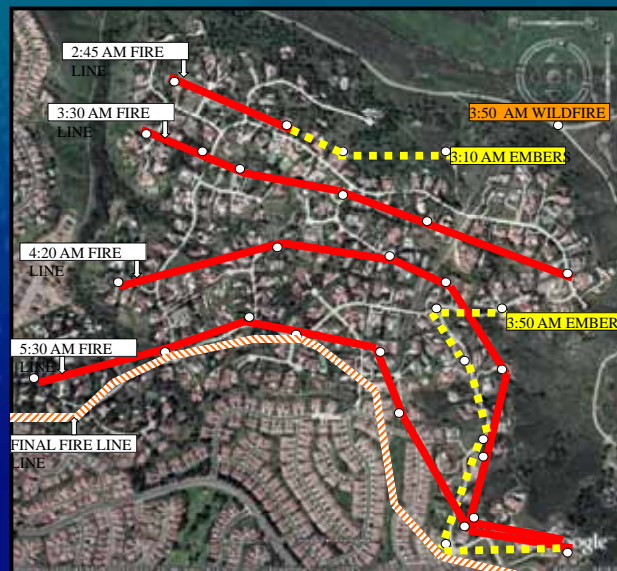 2:45 AM FIRE
LINE
3:30 AM FIRE
LINE
3:50 AM WILDFIRE
3:10 AM EMBERS
4:20 AM FIRE
LINE
3:50 AM EMBER
5:30 AM FIRE
LINE
FINAL FIRE LINE
LINE
oogle